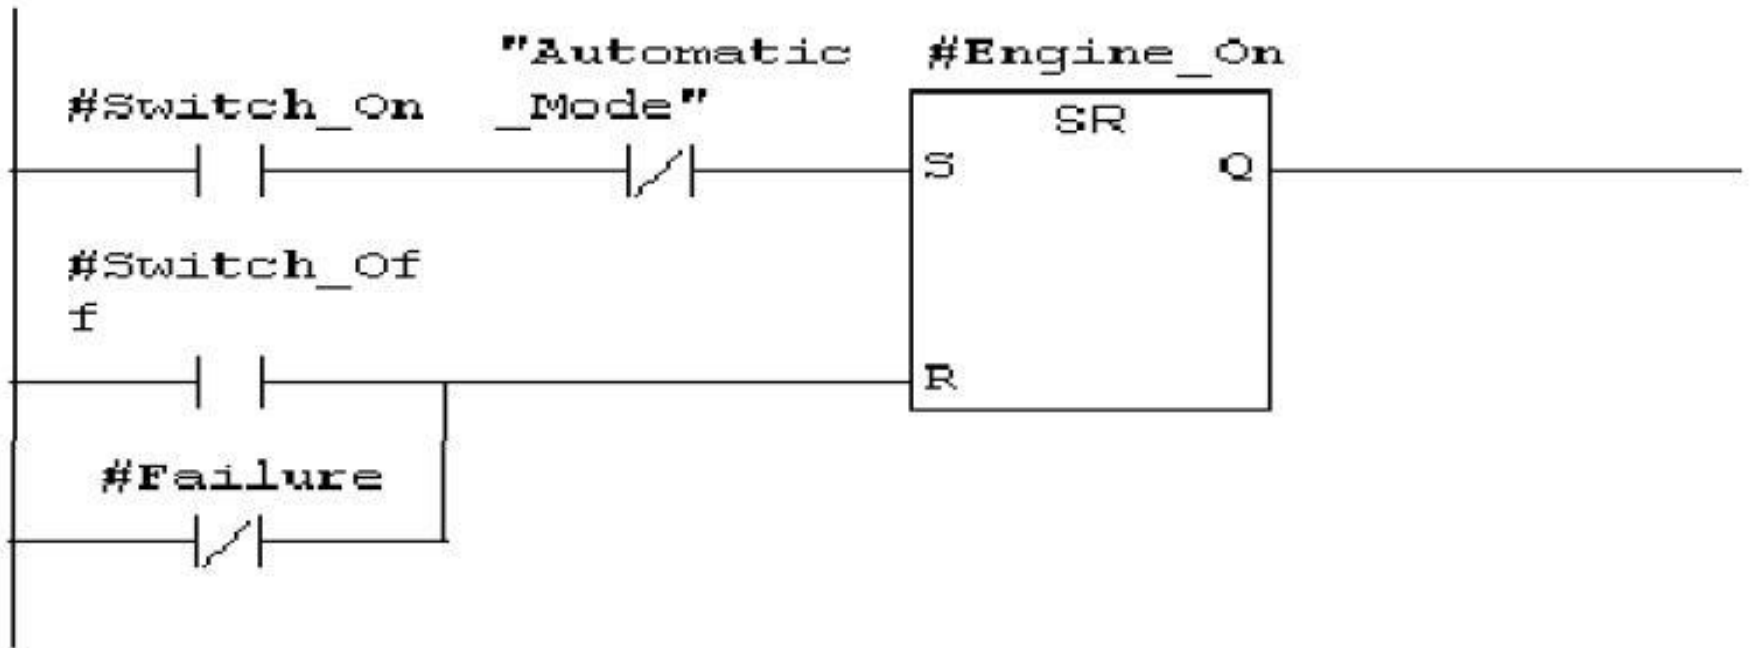 "Automatic
_Mode"
#Engine_On
#Switch_On
SR
S
Q
#Switch_Of
f
R
#Failure